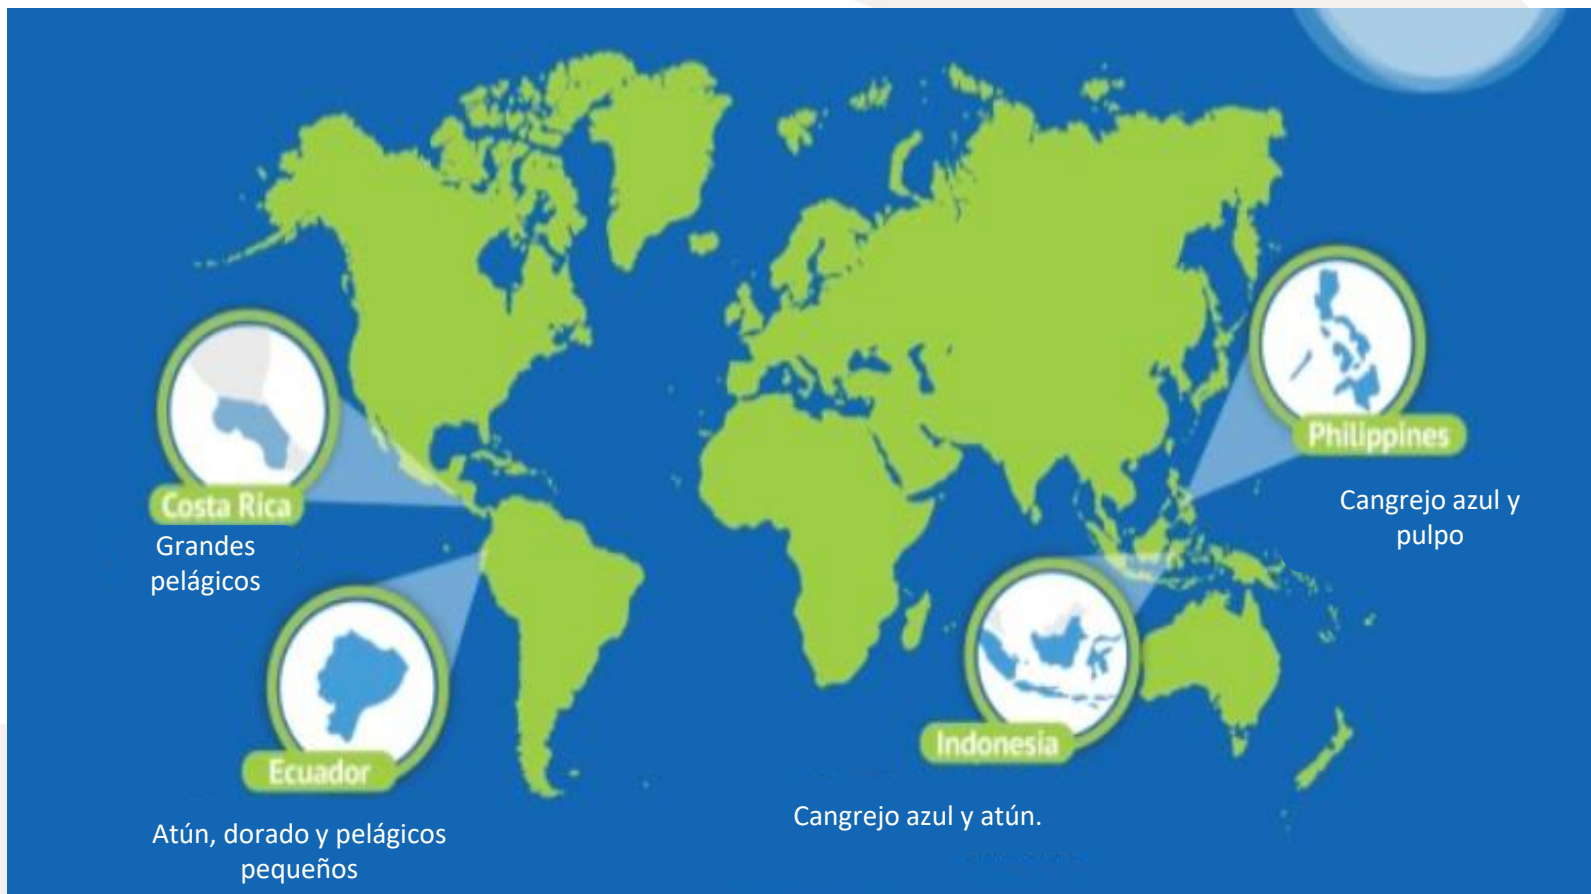 Costa Rica
Grandes
pelágicos
Ecuador
Atún, dorado y pelágicos
pequeños
Philippines
Cangrejo azul y
pulpo
Indonesia
Cangrejo azul y atún.